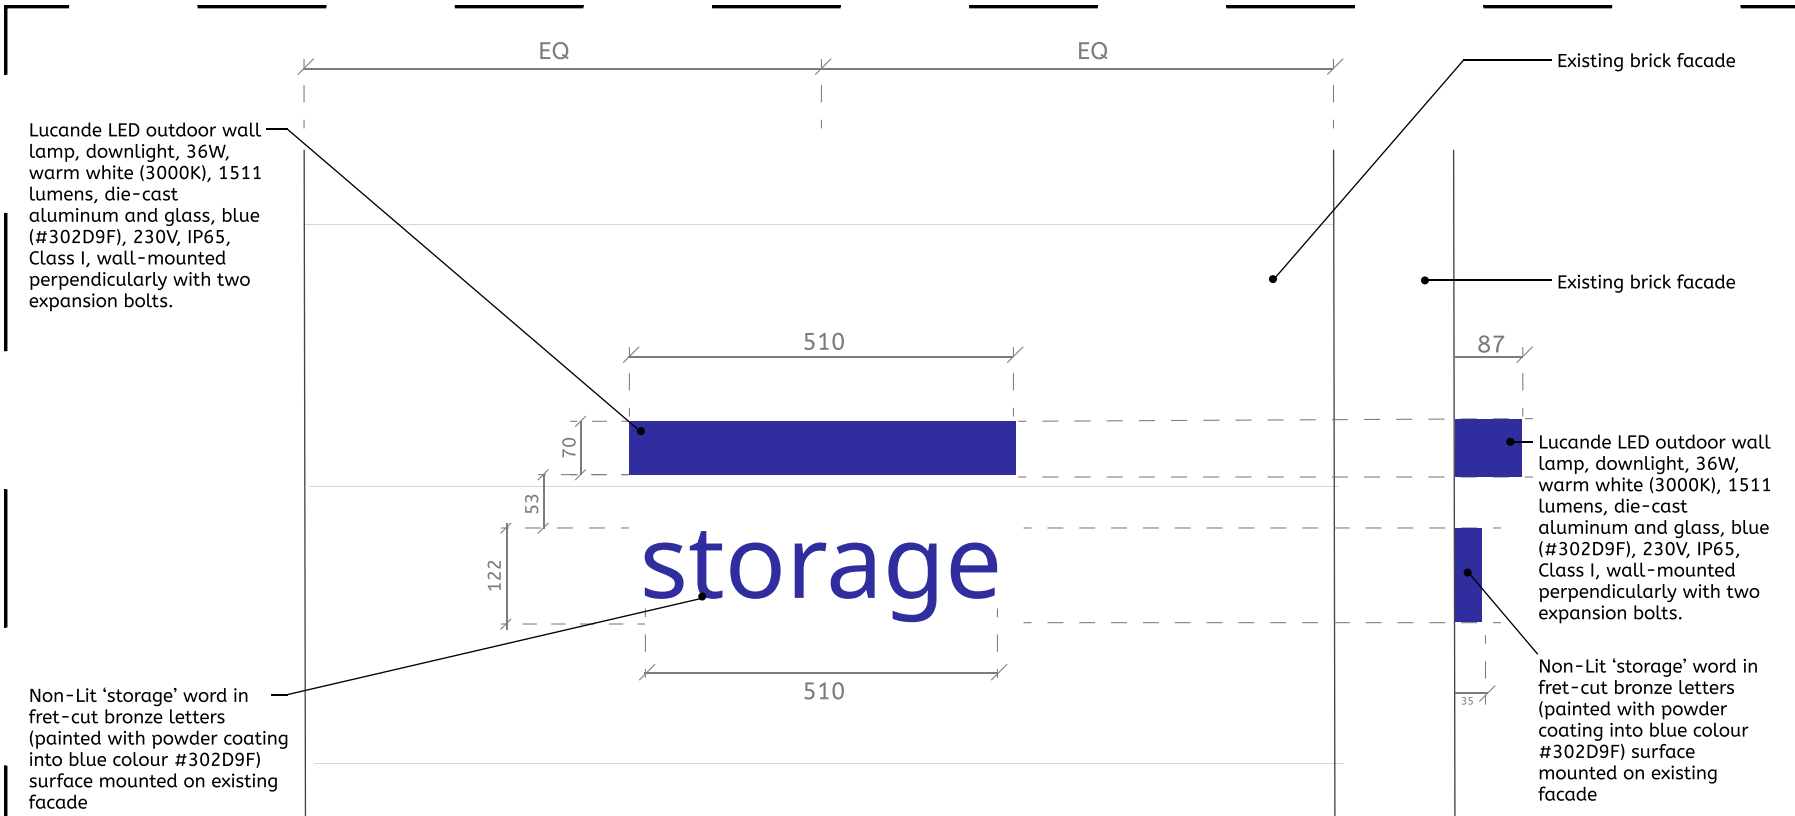 EQ
EQ
Existing brick facade
Lucande LED outdoor wall
lamp, downlight, 36W,
warm white (3000K), 1511
lumens, die-cast
aluminum and glass, blue
(#302D9F), 230V, IP65,
Class I, wall-mounted
perpendicularly with two
expansion bolts.
Existing brick facade
510
87
70
53
122
storage
510
35
Lucande LED outdoor wall
lamp, downlight, 36W,
warm white (3000K), 1511
lumens, die-cast
aluminum and glass, blue
(#302D9F), 230V, IP65,
Class I, wall-mounted
perpendicularly with two
expansion bolts.
Non-Lit ‘storage’ word in
fret-cut bronze letters
(painted with powder coating
into blue colour #302D9F)
surface mounted on existing
facade
Non-Lit ‘storage’ word in
fret-cut bronze letters
(painted with powder
coating into blue colour
#302D9F) surface
mounted on existing
facade